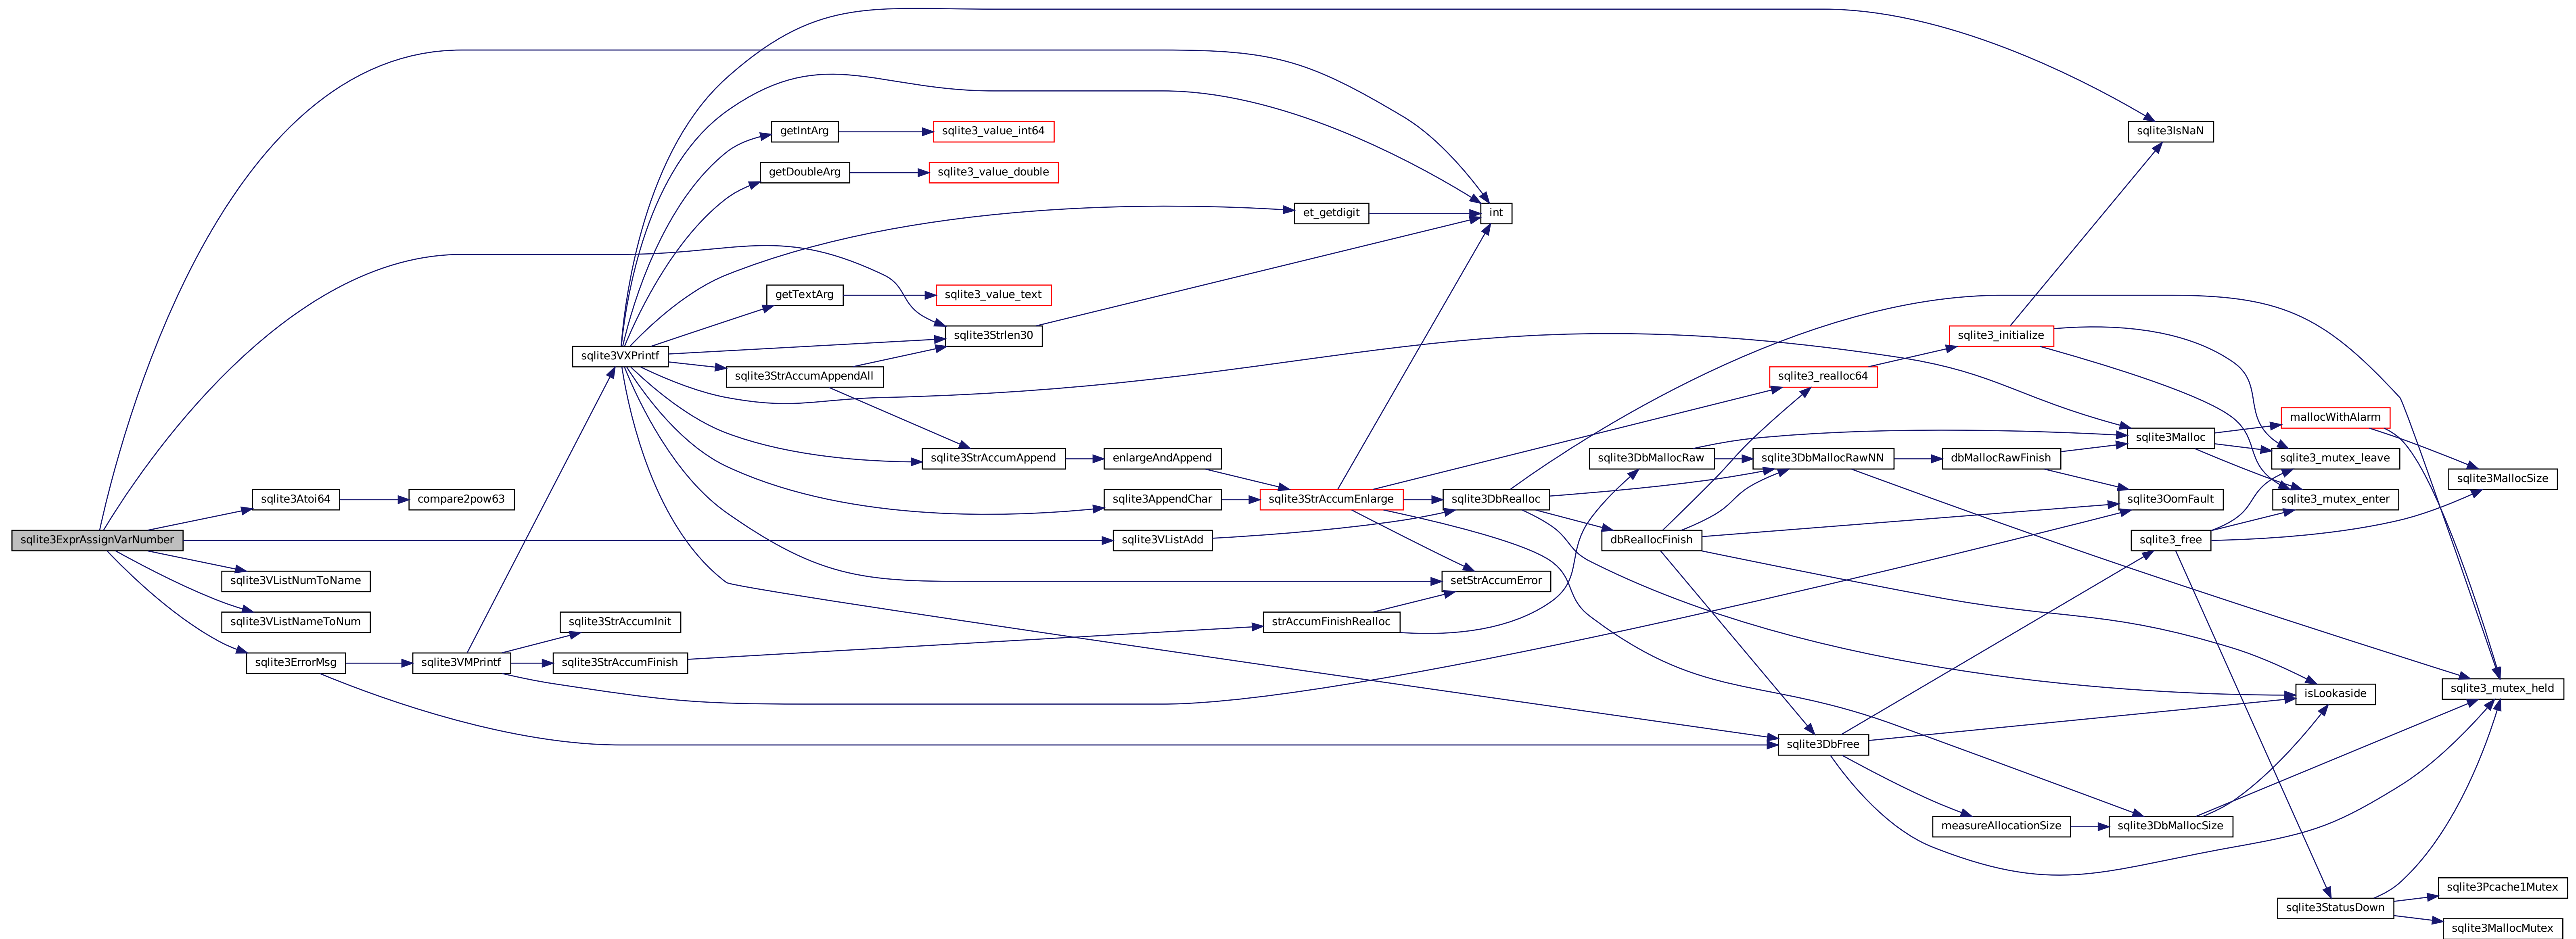 sqlite3ExprAssignVarNumber
sqlite3Atoi64
compare2pow63
sqlite3VListNumToName
sqlite3VListNameToNum
sqlite3ErrorMsg
sqlite3VMPrintf
sqlite3StrAccumInit
sqlite3StrAccumFinish
sqlite3VXPrintf
getIntArg
sqlite3_value_int64
getDoubleArg
sqlite3_value_double
getTextArg
sqlite3_value_text
sqlite3Strlen30
sqlite3StrAccumAppendAll
sqlite3StrAccumAppend
enlargeAndAppend
sqlite3AppendChar
sqlite3VListAdd
et_getdigit
int
sqlite3StrAccumEnlarge
strAccumFinishRealloc
sqlite3DbRealloc
setStrAccumError
sqlite3DbMallocRaw
dbReallocFinish
sqlite3_realloc64
sqlite3DbMallocRawNN
sqlite3DbFree
sqlite3_initialize
dbMallocRawFinish
measureAllocationSize
sqlite3IsNaN
sqlite3Malloc
sqlite3OomFault
sqlite3_free
sqlite3DbMallocSize
mallocWithAlarm
sqlite3_mutex_leave
sqlite3_mutex_enter
isLookaside
sqlite3StatusDown
sqlite3MallocSize
sqlite3_mutex_held
sqlite3Pcache1Mutex
sqlite3MallocMutex